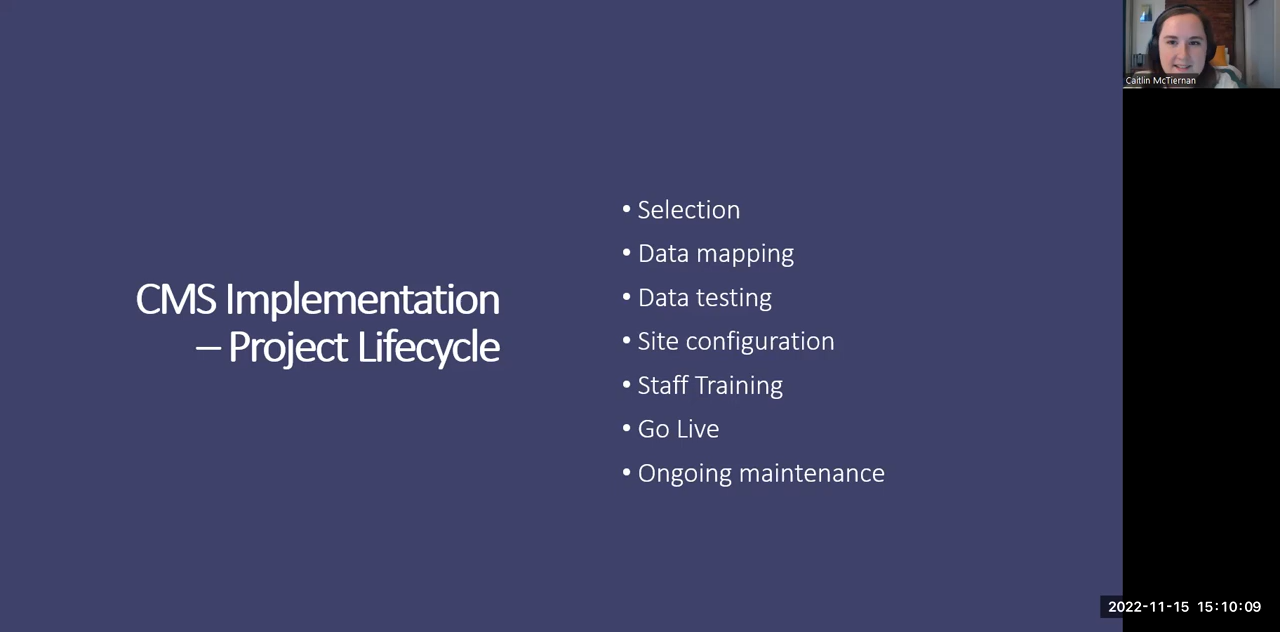 Caitlin McTiernan
CMS Implementation
– Project Lifecycle
• Selection
• Data mapping
• Data testing
• Site configuration
• Staff Training
• Go Live
• Ongoing maintenance
2022-11-15 15:10:09